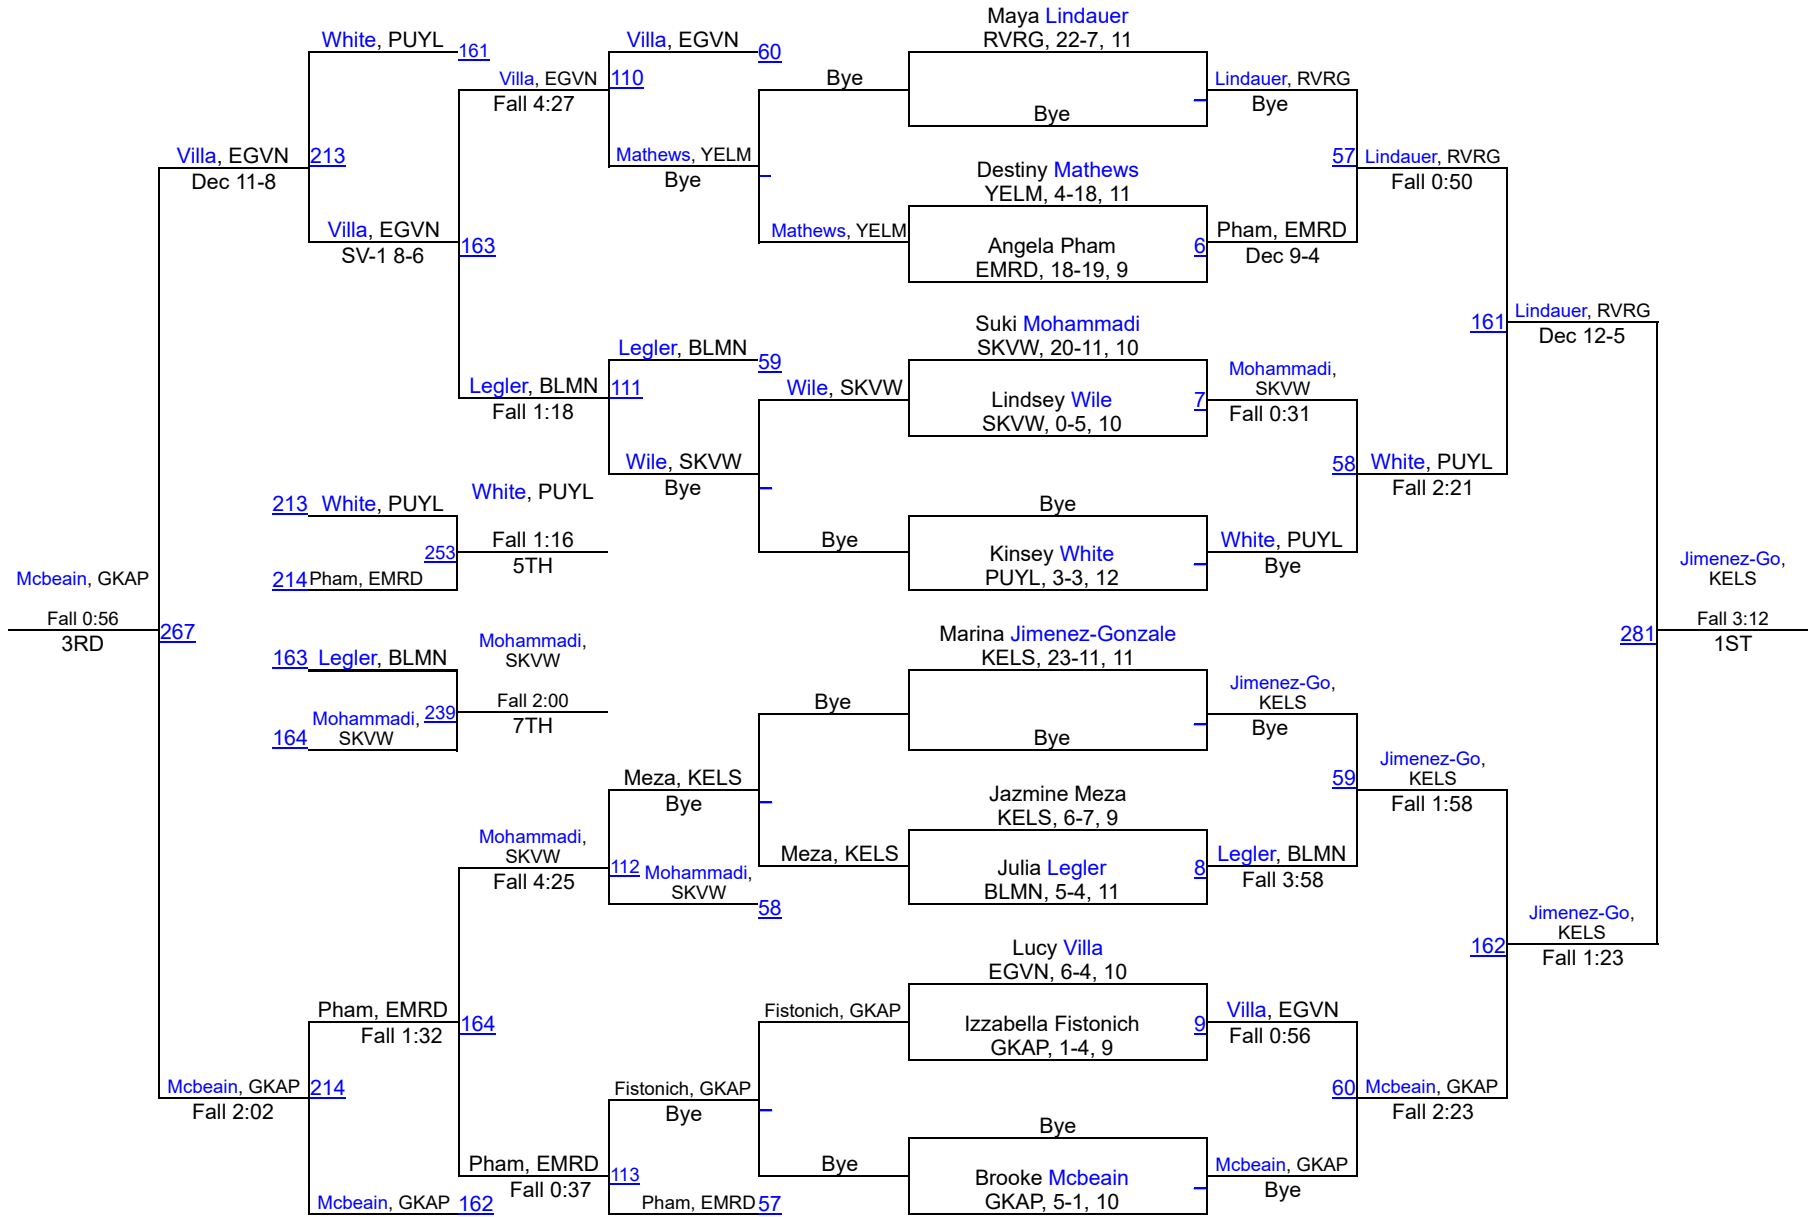 Maya Lindauer
RVRG, 22-7, 11
White, PUYL
161
Villa, EGVN
60
Villa, EGVN
110
Fall 4:27
Bye
Lindauer, RVRG
Bye
Bye
Villa, EGVN
213
Dec 11-8
Mathews, YELM
Bye
Destiny Mathews
YELM, 4-18, 11
57
Lindauer, RVRG
Fall 0:50
Villa, EGVN
163
SV-1 8-6
Mathews, YELM
Angela Pham
EMRD, 18-19, 9
6
Pham, EMRD
Dec 9-4
Suki Mohammadi
SKVW, 20-11, 10
161
Lindauer, RVRG
Dec 12-5
Legler, BLMN
59
Legler, BLMN
111
Fall 1:18
Wile, SKVW
Lindsey Wile
SKVW, 0-5, 10
7
Mohammadi,
SKVW
Fall 0:31
Wile, SKVW
Bye
58
White, PUYL
Fall 2:21
213
White, PUYL
White, PUYL
Bye
253
Fall 1:16
5TH
Bye
Kinsey White
PUYL, 3-3, 12
White, PUYL
Bye
214
Pham, EMRD
Mcbeain, GKAP
Fall 0:56
3RD
267
Jimenez-Go,
KELS
Fall 3:12
1ST
281
Marina Jimenez-Gonzale
KELS, 23-11, 11
163
Legler, BLMN
Mohammadi,
SKVW
239
Fall 2:00
7TH
164
Mohammadi,
SKVW
Bye
Bye
Jimenez-Go,
KELS
Bye
Meza, KELS
Bye
Jazmine Meza
KELS, 6-7, 9
59
Jimenez-Go,
KELS
Fall 1:58
Mohammadi,
SKVW
Fall 4:25
112
Mohammadi,
SKVW
58
Meza, KELS
Julia Legler
BLMN, 5-4, 11
8
Legler, BLMN
Fall 3:58
Lucy Villa
EGVN, 6-4, 10
162
Jimenez-Go,
KELS
Fall 1:23
Pham, EMRD
164
Fall 1:32
Fistonich, GKAP
Izzabella Fistonich
GKAP, 1-4, 9
9
Villa, EGVN
Fall 0:56
Mcbeain, GKAP
214
Fall 2:02
Fistonich, GKAP
Bye
60
Mcbeain, GKAP
Fall 2:23
Bye
Pham, EMRD
113
Fall 0:37
Bye
Brooke Mcbeain
GKAP, 5-1, 10
Mcbeain, GKAP
Bye
Mcbeain, GKAP
162
Pham, EMRD
57